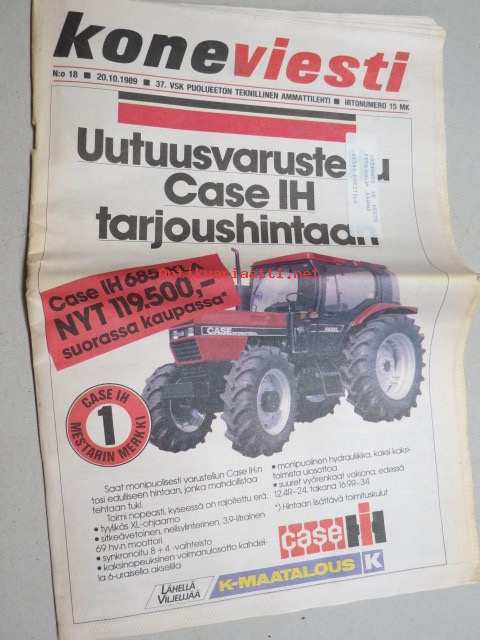 koneviesti
N:o 18 ■ 20.10.1989 ■ 37. VSK PUOLUEETON TEKNILLINEN AMMATTILEHTI ■ IRTONUMERO 15 MK
Uutuusvarusteltu
Case IH
tarjoushintaan
Case IH 685 XLA
NYT 119.500,-
suorassa kaupassa*
CASE
CASE IH
1
MESTARIN MERKKI
Saat monipuolisesti varustellun Case IH:n
tosi edulliseen hintaan, jonka mahdollistaa
tehtaan tuki.
Toimi nopeasti, kyseessä on rajoitettu erä.
• tyylikäs XL-ohjaamo
• sitkeävetoinen, nelisylinterinen, 3,9-litrainen
69 hv:n moottori
• synkronoitu 8 + 4 -vaihteisto
• kaksinopeuksinen voimanulosotto kahdel-
la 6-uraisella akselilla
• monipuolinen hydrauliikka, kaksi kaksi-
toimista ulosottoa
• suuret vyörenkaat vakiona, edessä
12.4R-24, takana 16.9R-34
*) Hintaan lisättävä toimituskulut
case IH
LÄHELLÄ
VILJELIJÄÄ
K-MAATALOUS K